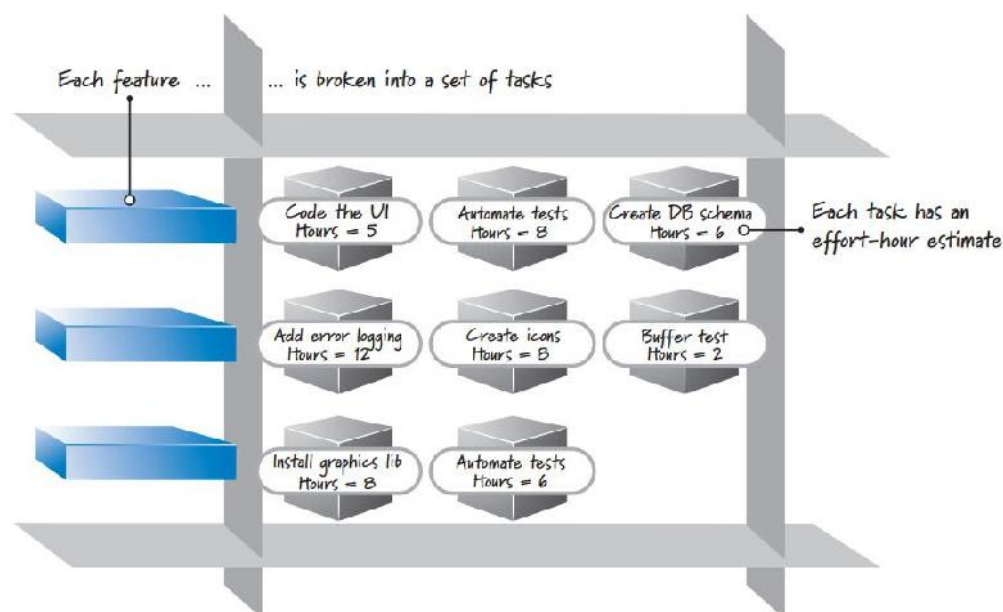 Each feature ... ... is broken into a set of tasks
Code the UI
Hours = 5
Automate tests
Hours = 8
Create DB schema
Hours = 6
Each task has an
effort-hour estimate
Add error logging
Hours = 12
Create icons
Hours = 5
Buffer test
Hours = 2
Install graphics lib
Hours = 8
Automate tests
Hours = 6